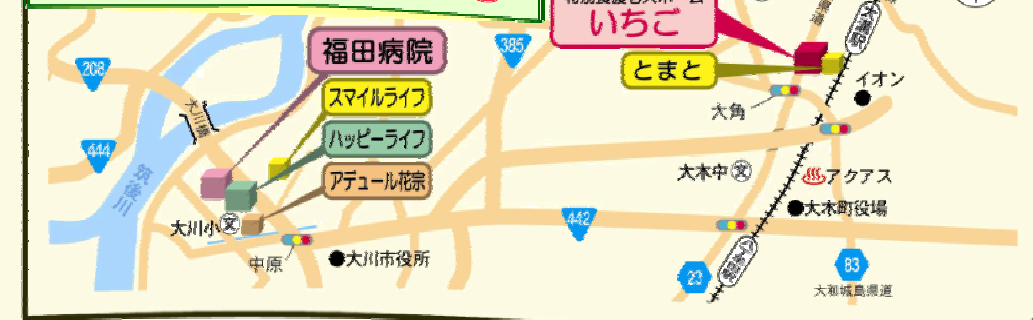 いちご
とまと
福田病院
スマイルライフ
ハッピーライフ
アデュール花宗
385
208
444
大川橋
筑後川
大川小
文
中原
大川市役所
442
イオン
大角
大木中
文
アクアス
大木町役場
23
83
大和城島県道